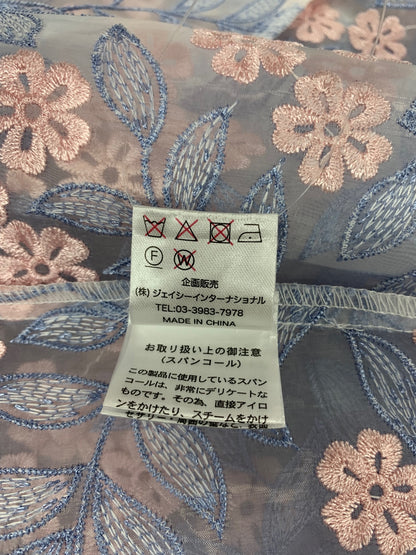 F W
企画販売
(株) ジェイシーインターナショナル
TEL:03-3983-7978
MADE IN CHINA
お取り扱い上の御注意
(スパンコール)
この製品に使用しているスパン
コールは、非常にデリケートな
ものです。その為、直接アイロ
ンをかけたり、スチームをかけ